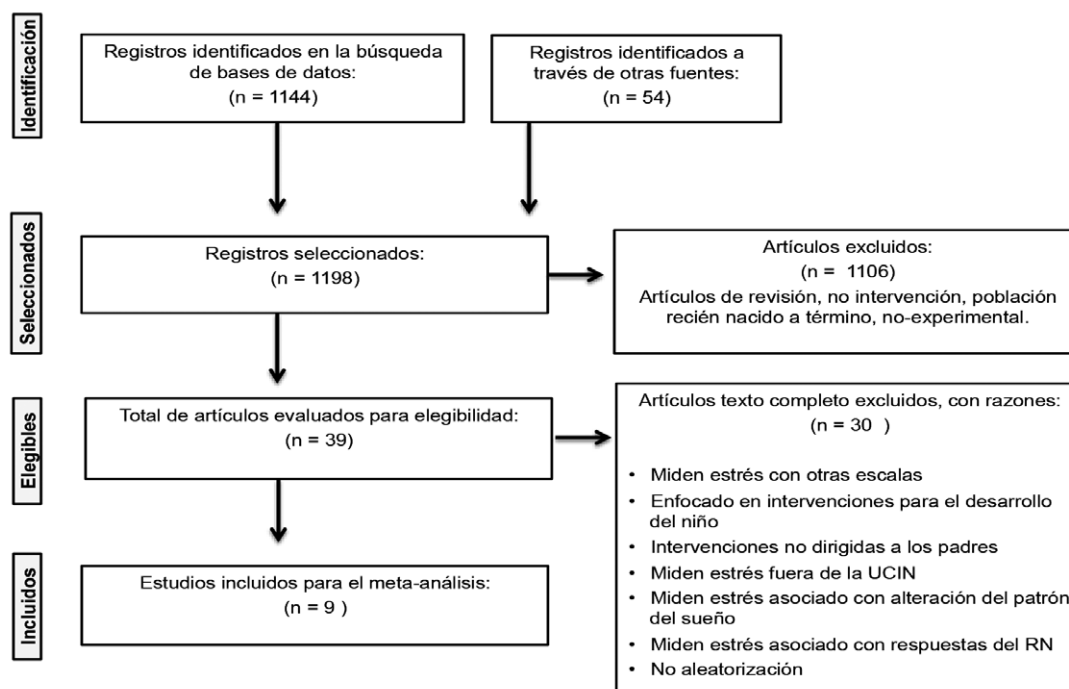 Identificación
Registros identificados en la búsqueda
de bases de datos:
(n = 1144)
Registros identificados a
través de otras fuentes:
(n = 54)
Seleccionados
Registros seleccionados:
(n = 1198)
Artículos excluidos:
(n =  1106)
Artículos de revisión, no intervención, población
recién nacido a término, no-experimental.
Elegibles
Total de artículos evaluados para elegibilidad:
(n = 39)
Artículos texto completo excluidos, con razones:
(n = 30  )
• Miden estrés con otras escalas
• Enfocado en intervenciones para el desarrollo
del niño
• Intervenciones no dirigidas a los padres
• Miden estrés fuera de la UCIN
• Miden estrés asociado con alteración del patrón
del sueño
• Miden estrés asociado con respuestas del RN
• No aleatorización
Incluidos
Estudios incluidos para el meta-análisis:
(n = 9 )